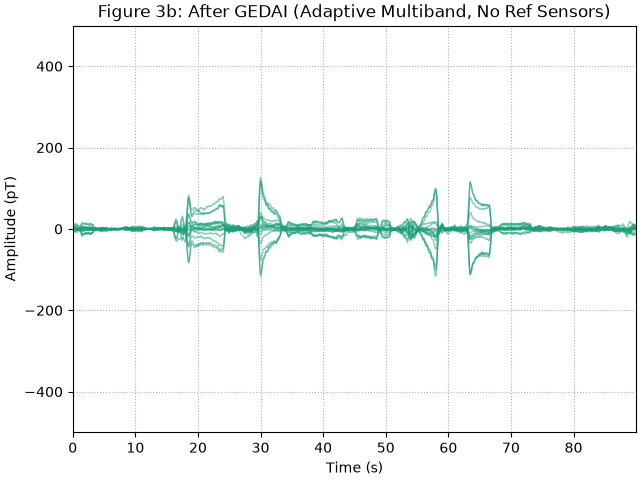 Figure 3b: After GEDAI (Adaptive Multiband, No Ref Sensors)
400
200
0
−200
−400
Amplitude (pT)
0 10 20 30 40 50 60 70 80
Time (s)